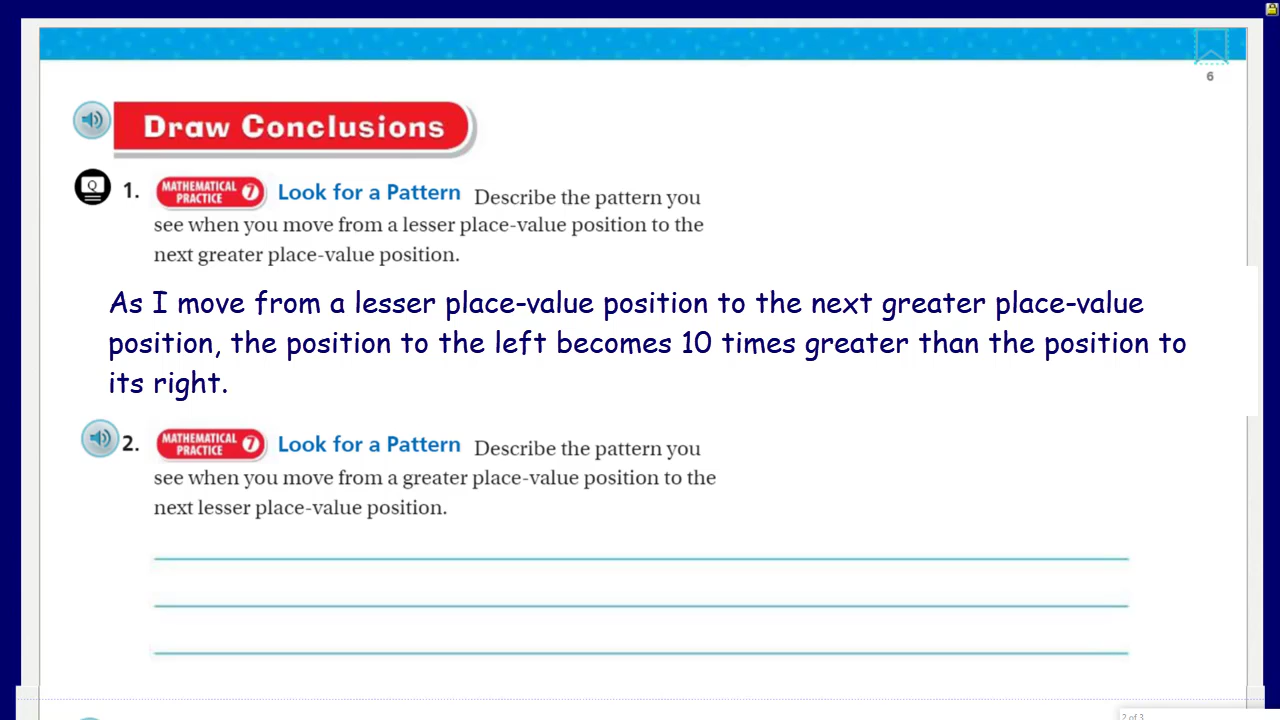 6
Draw Conclusions
Q 1. MATHEMATICAL PRACTICE 7 Look for a Pattern Describe the pattern you
see when you move from a lesser place-value position to the
next greater place-value position.
As I move from a lesser place-value position to the next greater place-value
position, the position to the left becomes 10 times greater than the position to
its right.
2. MATHEMATICAL PRACTICE 7 Look for a Pattern Describe the pattern you
see when you move from a greater place-value position to the
next lesser place-value position.
2 of 3